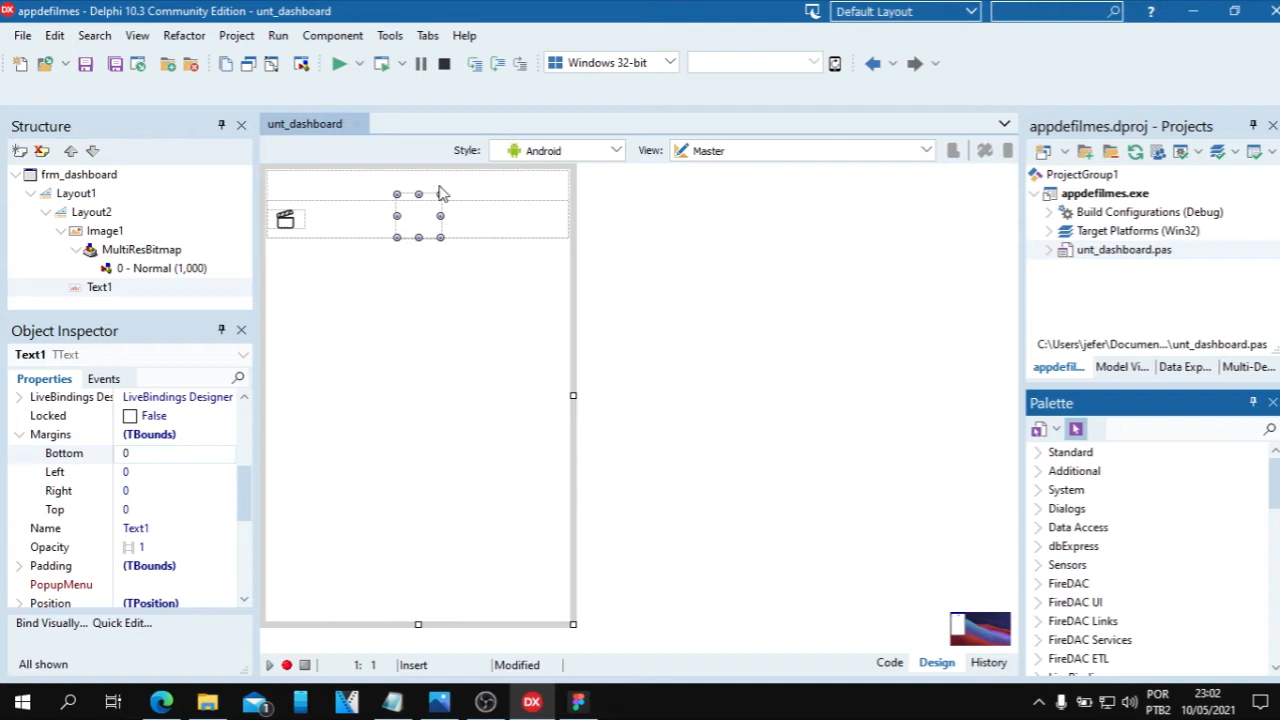 DX appdefilmes - Delphi 10.3 Community Edition - unt_dashboard
Default Layout
?
File Edit Search View Refactor Project Run Component Tools Tabs Help
Windows 32-bit
Structure
frm_dashboard
Layout1
Layout2
Image1
MultiResBitmap
0 - Normal (1,000)
Text1
Object Inspector
Text1 TText
Properties Events
LiveBindings Des LiveBindings Designer
Locked False
Margins (TBounds)
Bottom 0
Left 0
Right 0
Top 0
Name Text1
Opacity 1
Padding (TBounds)
PopupMenu
Position (TPosition)
Bind Visually... Quick Edit...
All shown
unt_dashboard
Style: Android View: Master
1: 1 Insert Modified
Code Design History
appdefilmes.dproj - Projects
ProjectGroup1
appdefilmes.exe
Build Configurations (Debug)
Target Platforms (Win32)
unt_dashboard.pas
C:\Users\jefer\Documen...\unt_dashboard.pas
appdefil... Model Vi... Data Exp... Multi-De...
Palette
Standard
Additional
System
Dialogs
Data Access
dbExpress
Sensors
FireDAC
FireDAC UI
FireDAC Links
FireDAC Services
FireDAC ETL
1
DX
POR
PTB2
23:02
10/05/2021